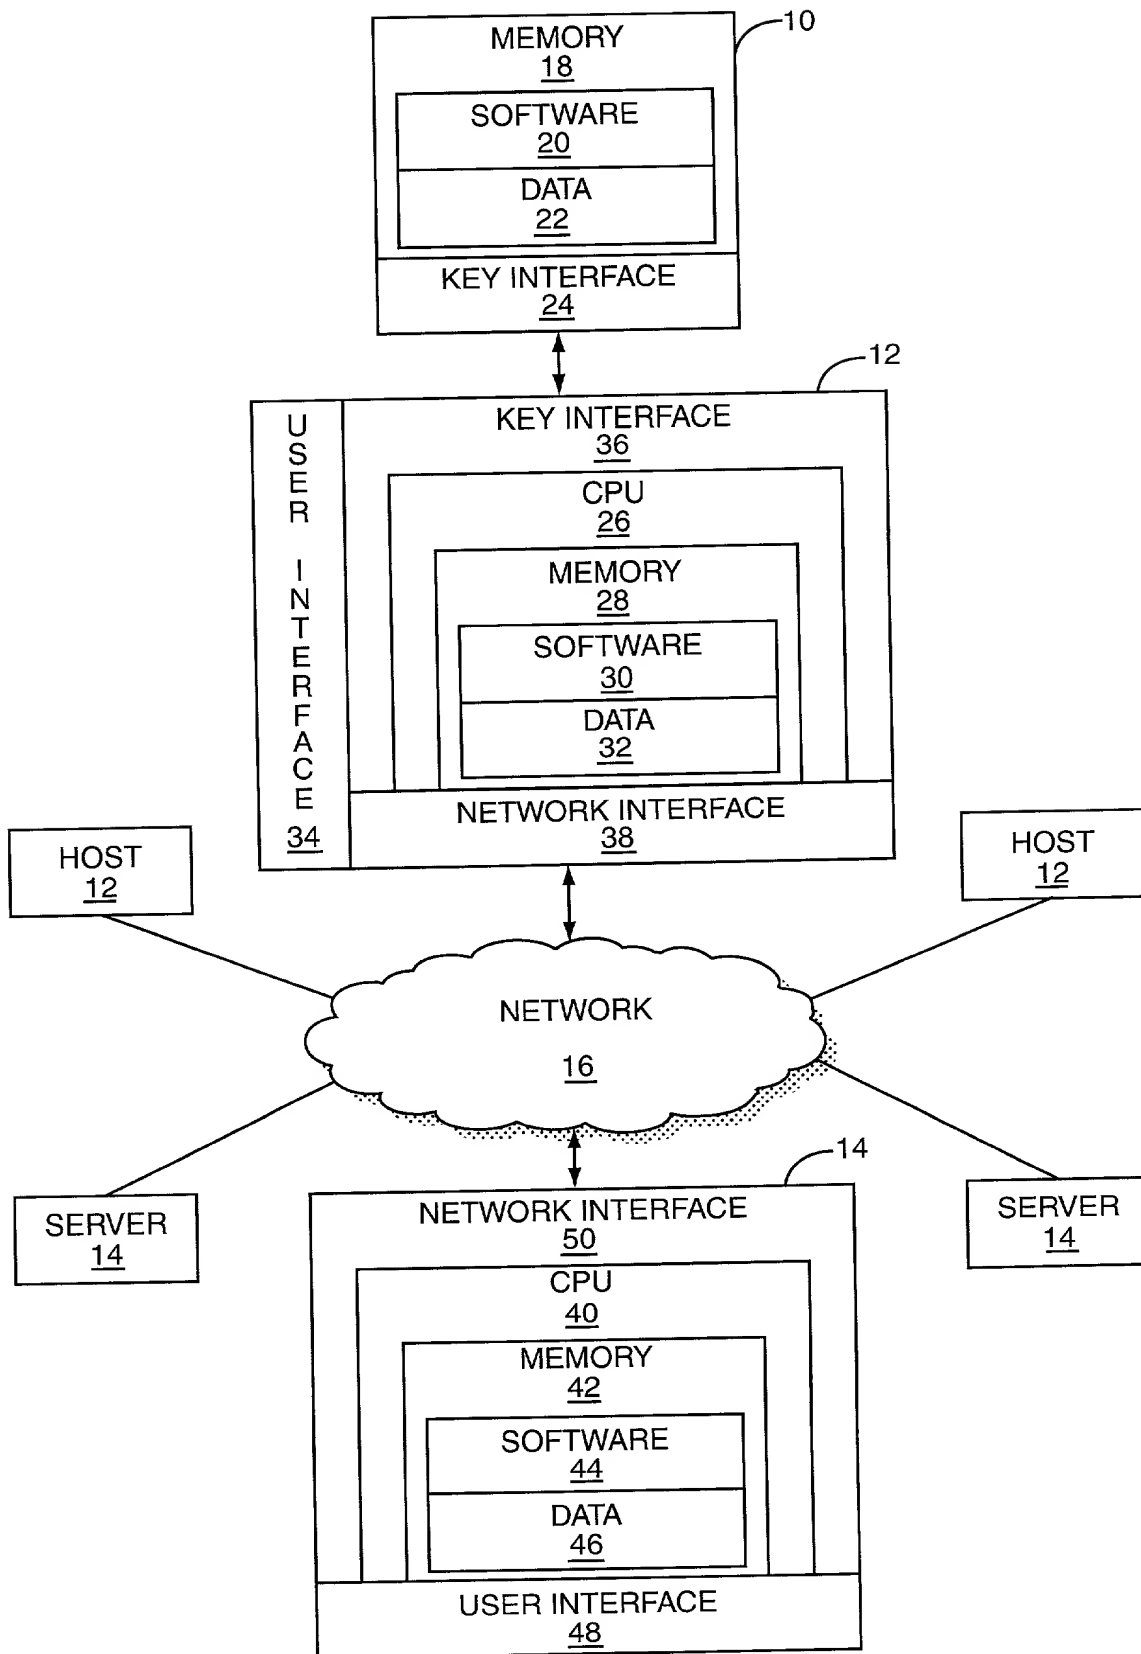 10
MEMORY
18
SOFTWARE
20
DATA
22
KEY INTERFACE
24
12
USER INTERFACE
34
KEY INTERFACE
36
CPU
26
MEMORY
28
SOFTWARE
30
DATA
32
NETWORK INTERFACE
38
HOST
12
HOST
12
NETWORK
16
14
SERVER
14
SERVER
14
NETWORK INTERFACE
50
CPU
40
MEMORY
42
SOFTWARE
44
DATA
46
USER INTERFACE
48